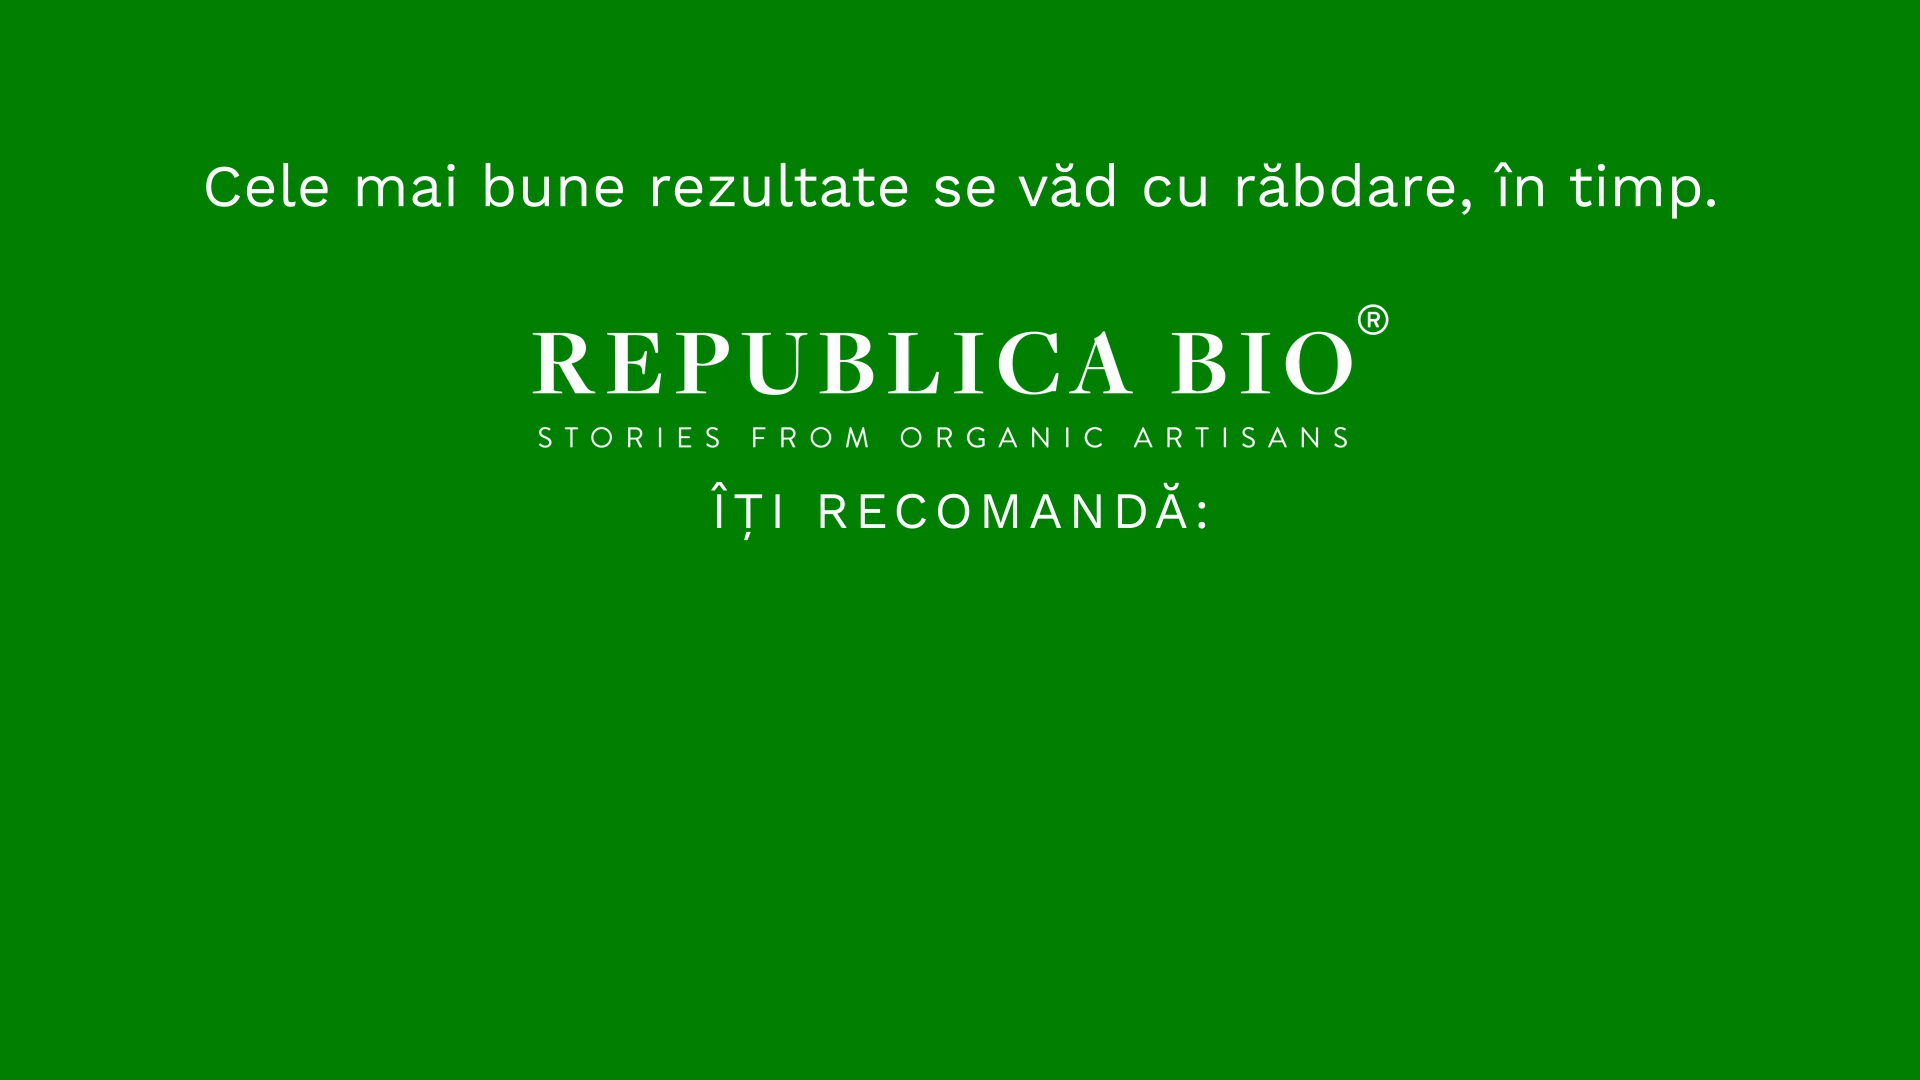 Cele mai bune rezultate se văd cu răbdare, în timp.
REPUBLICA BIO®
STORIES FROM ORGANIC ARTISANS
ÎȚI RECOMANDĂ: